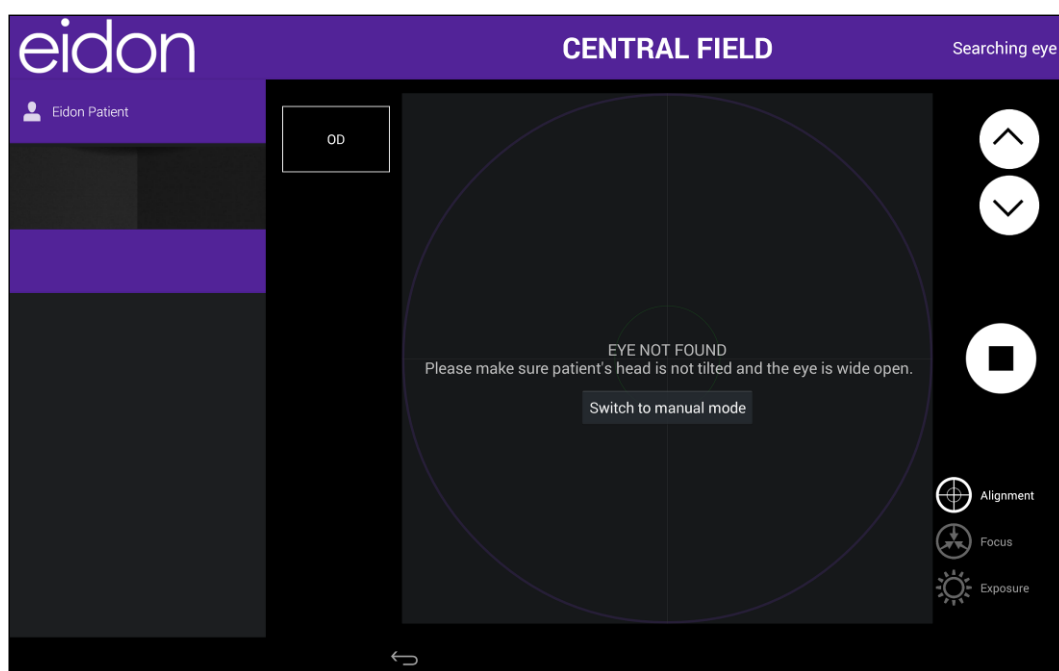 eidon
CENTRAL FIELD
Searching eye
Eidon Patient
OD
EYE NOT FOUND
Please make sure patient's head is not tilted and the eye is wide open.
Switch to manual mode
Alignment
Focus
Exposure